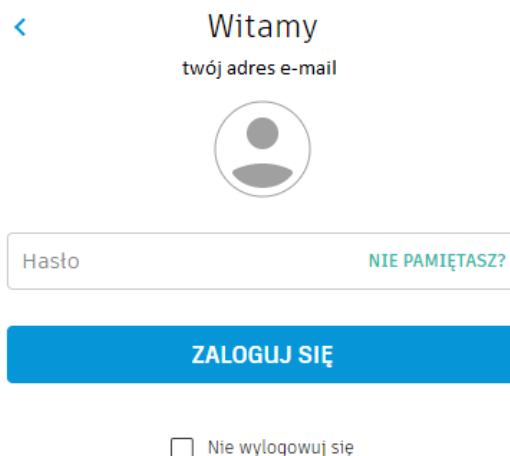 Witamy
twój adres e-mail
Hasło NIE PAMIĘTASZ?
ZALOGUJ SIĘ
Nie wylogowuj się